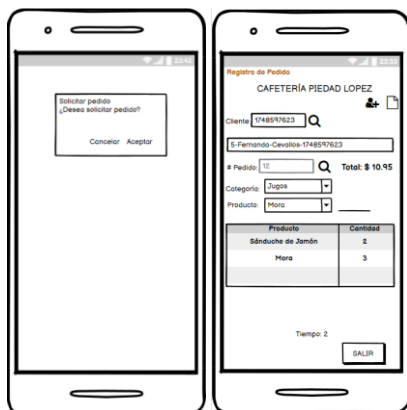 23:42
Solicitar pedido
¿Desea solicitar pedido?
Cancelar Aceptar
23:33
Registro de Pedido
CAFETERÍA PIEDAD LOPEZ
Cliente: 1748597623
5-Fernanda-Cevallos-1748597623
# Pedido: 12 Total: $ 10.95
Categoría: Jugos
Producto: Mora
Producto Cantidad
Sánduche de Jamón 2
Mora 3
Tiempo: 2
SALIR